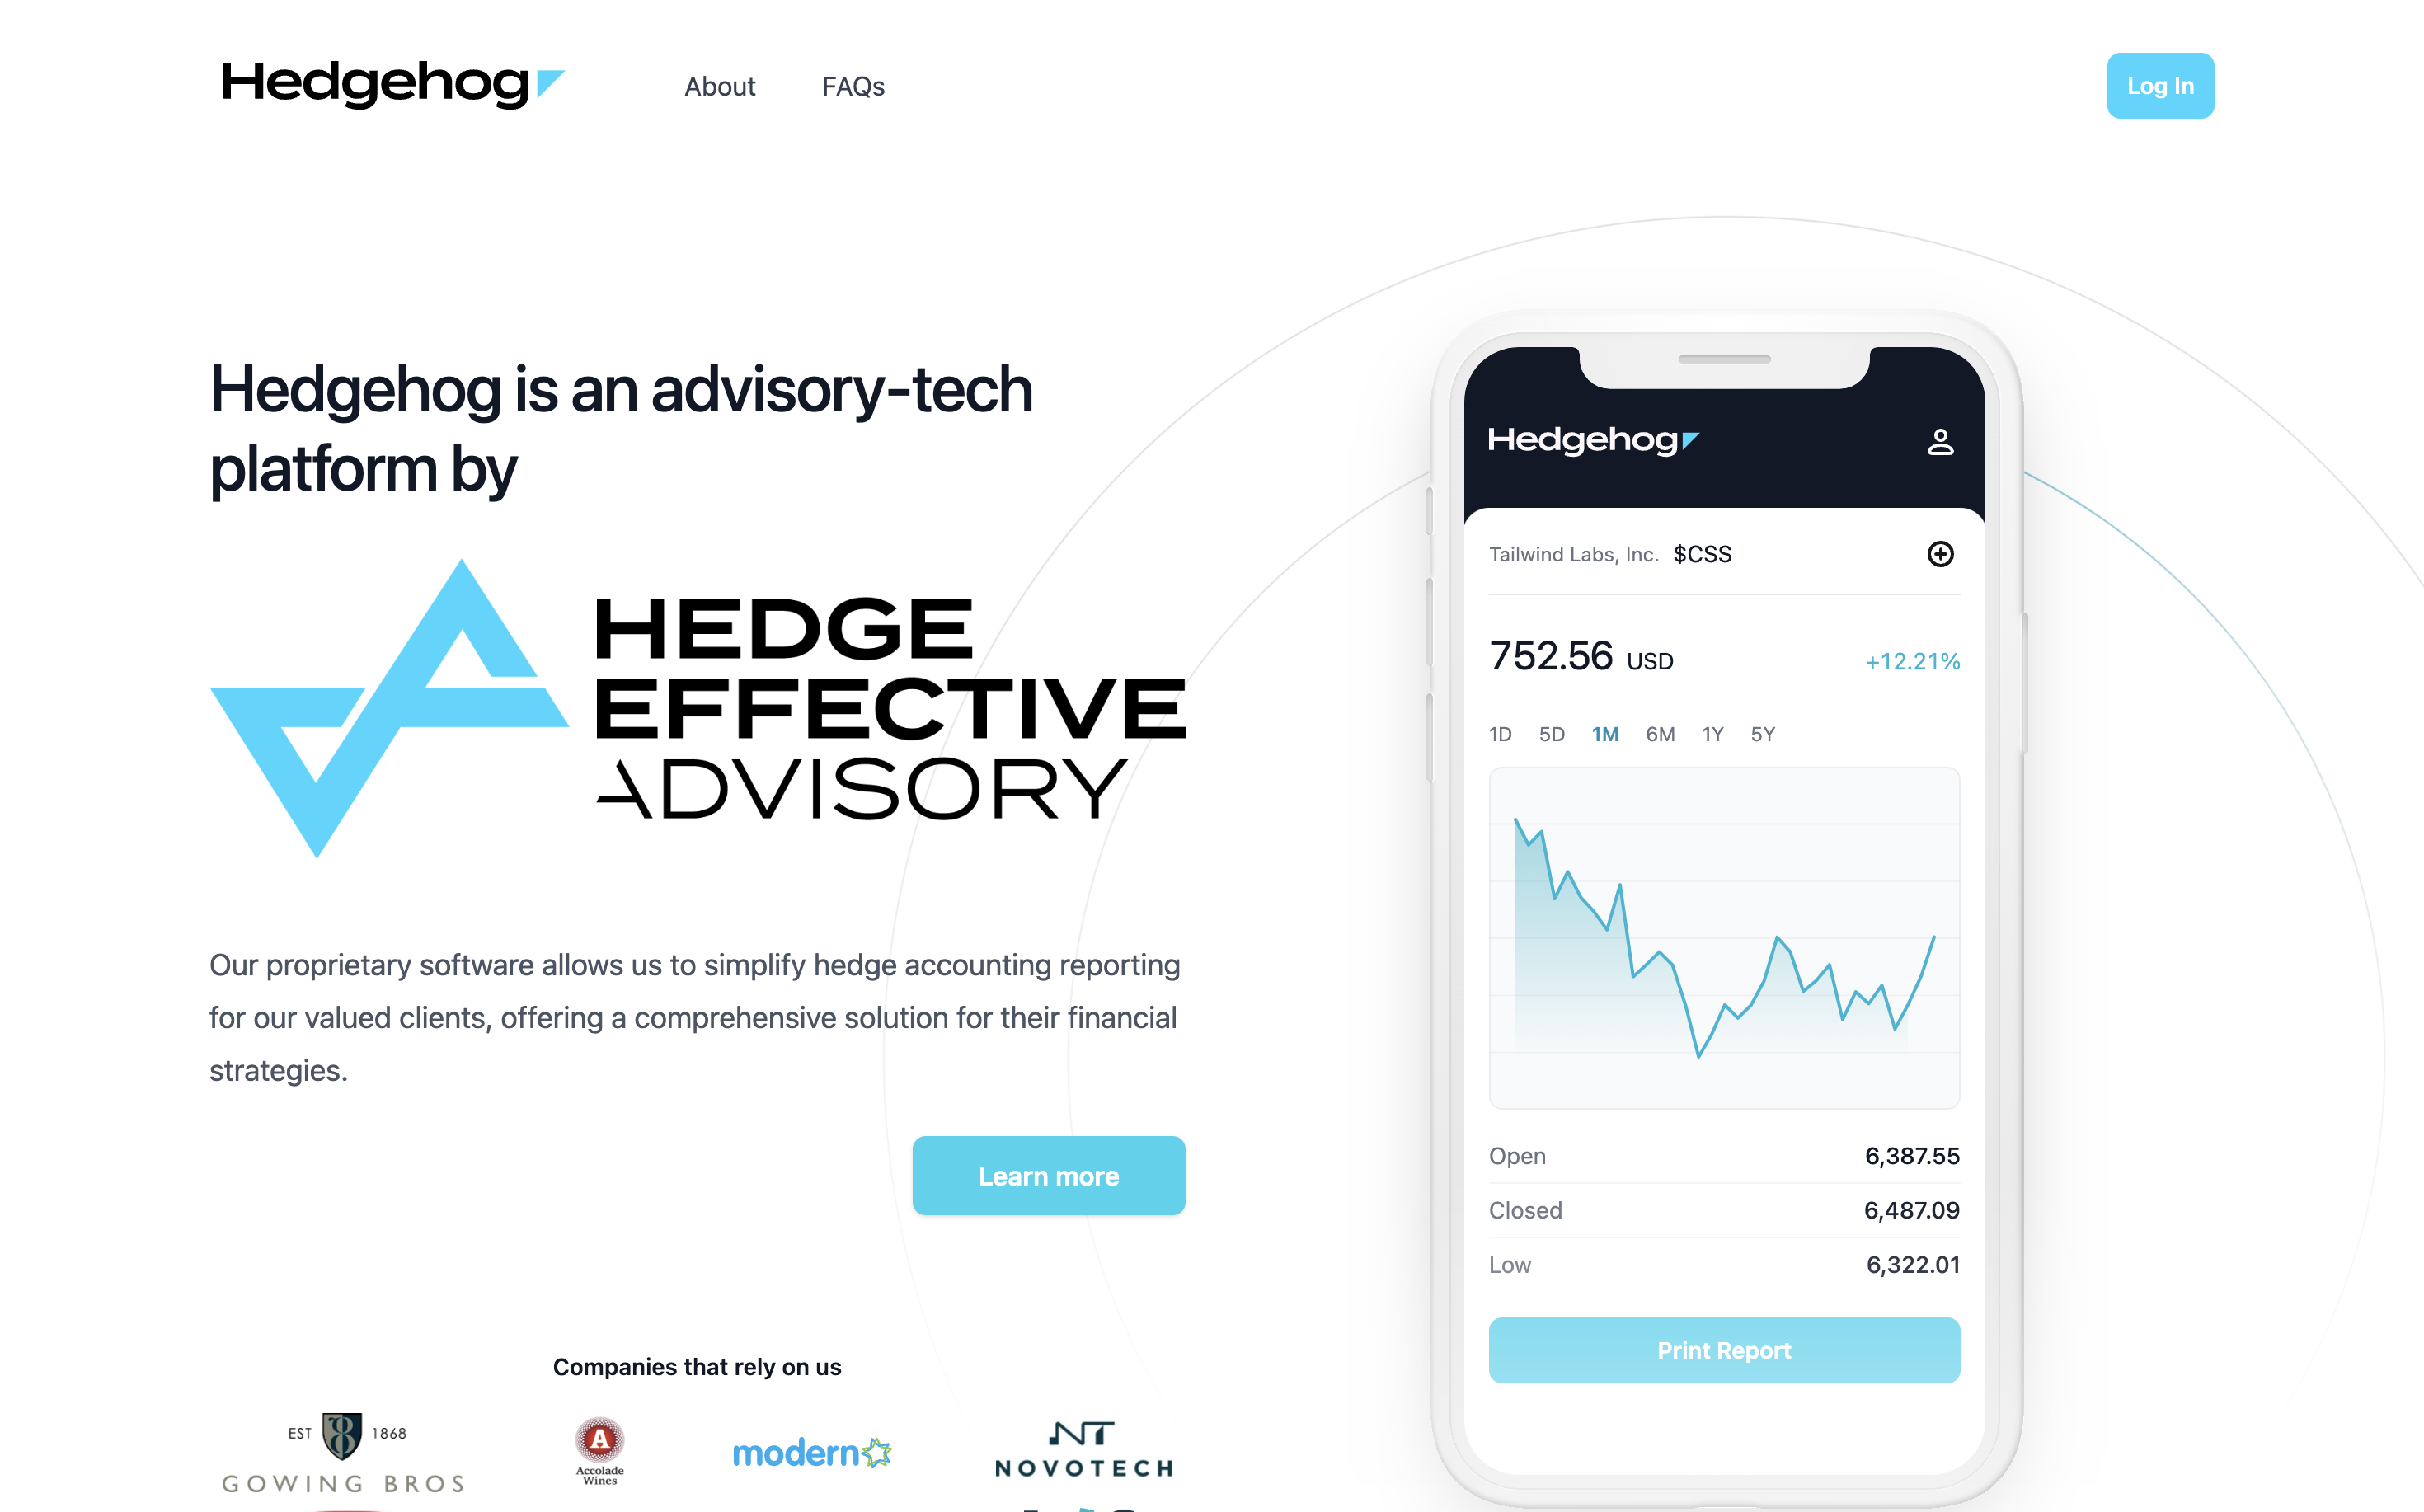 Hedgehog
About
FAQs
Log In
Hedgehog is an advisory-tech
platform by
HEDGE
EFFECTIVE
ADVISORY
Our proprietary software allows us to simplify hedge accounting reporting
for our valued clients, offering a comprehensive solution for their financial
strategies.
Learn more
Companies that rely on us
EST 1868
GOWING BROS
A
Accolade
Wines
modern
NT
NOVOTECH
Hedgehog
Tailwind Labs, Inc. $CSS
752.56 USD +12.21%
1D 5D 1M 6M 1Y 5Y
Open 6,387.55
Closed 6,487.09
Low 6,322.01
Print Report